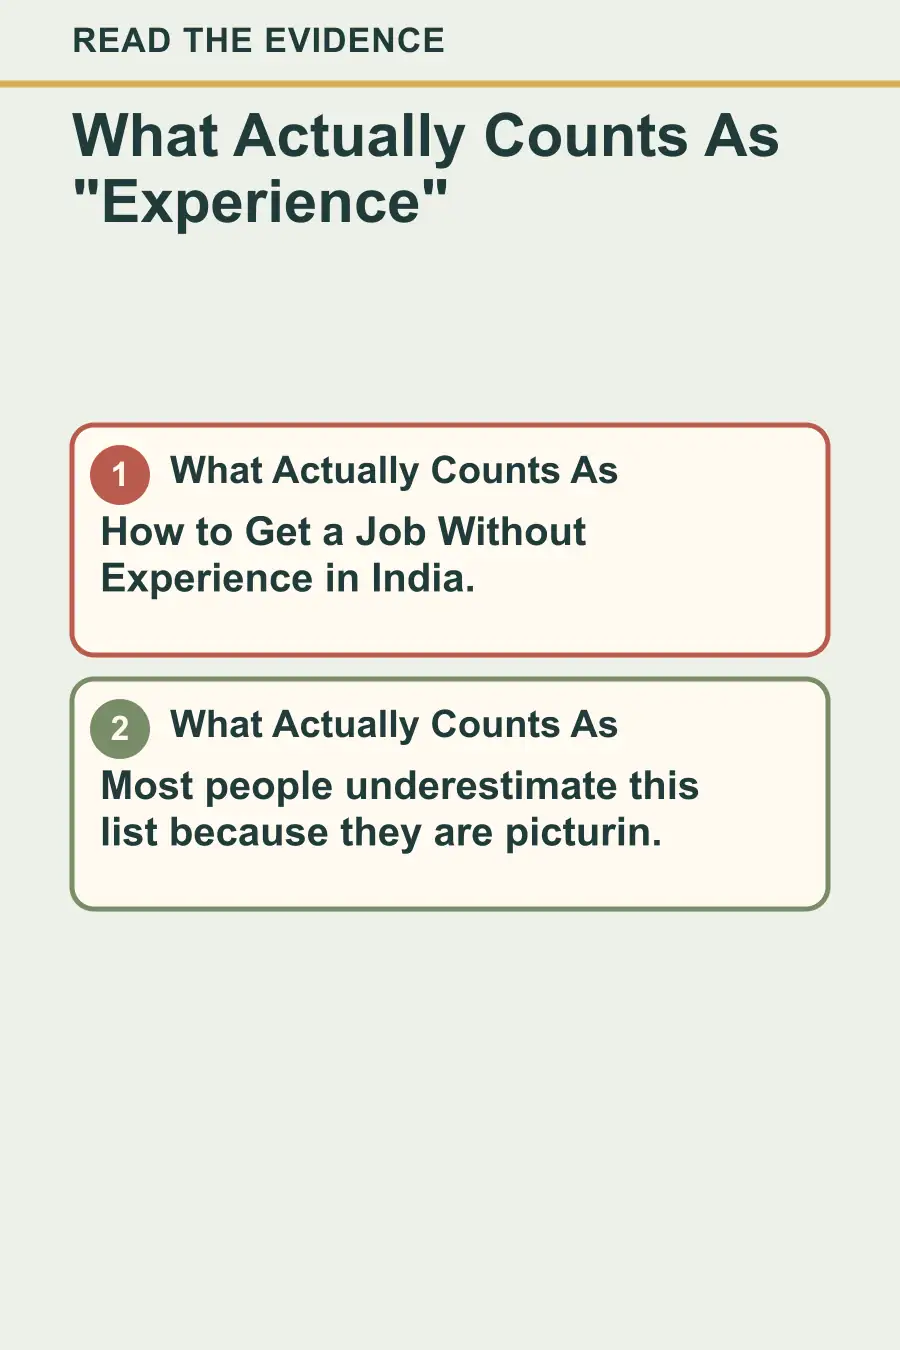 READ THE EVIDENCE
What Actually Counts As
"Experience"
1 What Actually Counts As
How to Get a Job Without
Experience in India.
2 What Actually Counts As
Most people underestimate this
list because they are picturin.